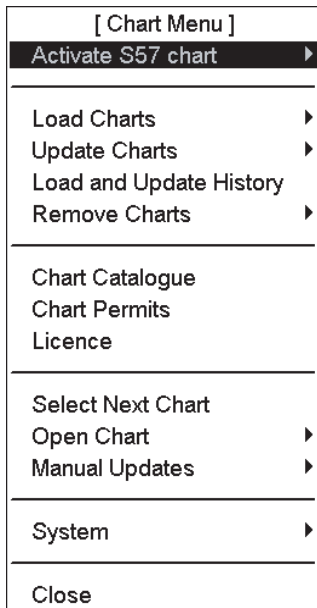 [ Chart Menu ]
Activate S57 chart
Load Charts
Update Charts
Load and Update History
Remove Charts
Chart Catalogue
Chart Permits
Licence
Select Next Chart
Open Chart
Manual Updates
System
Close